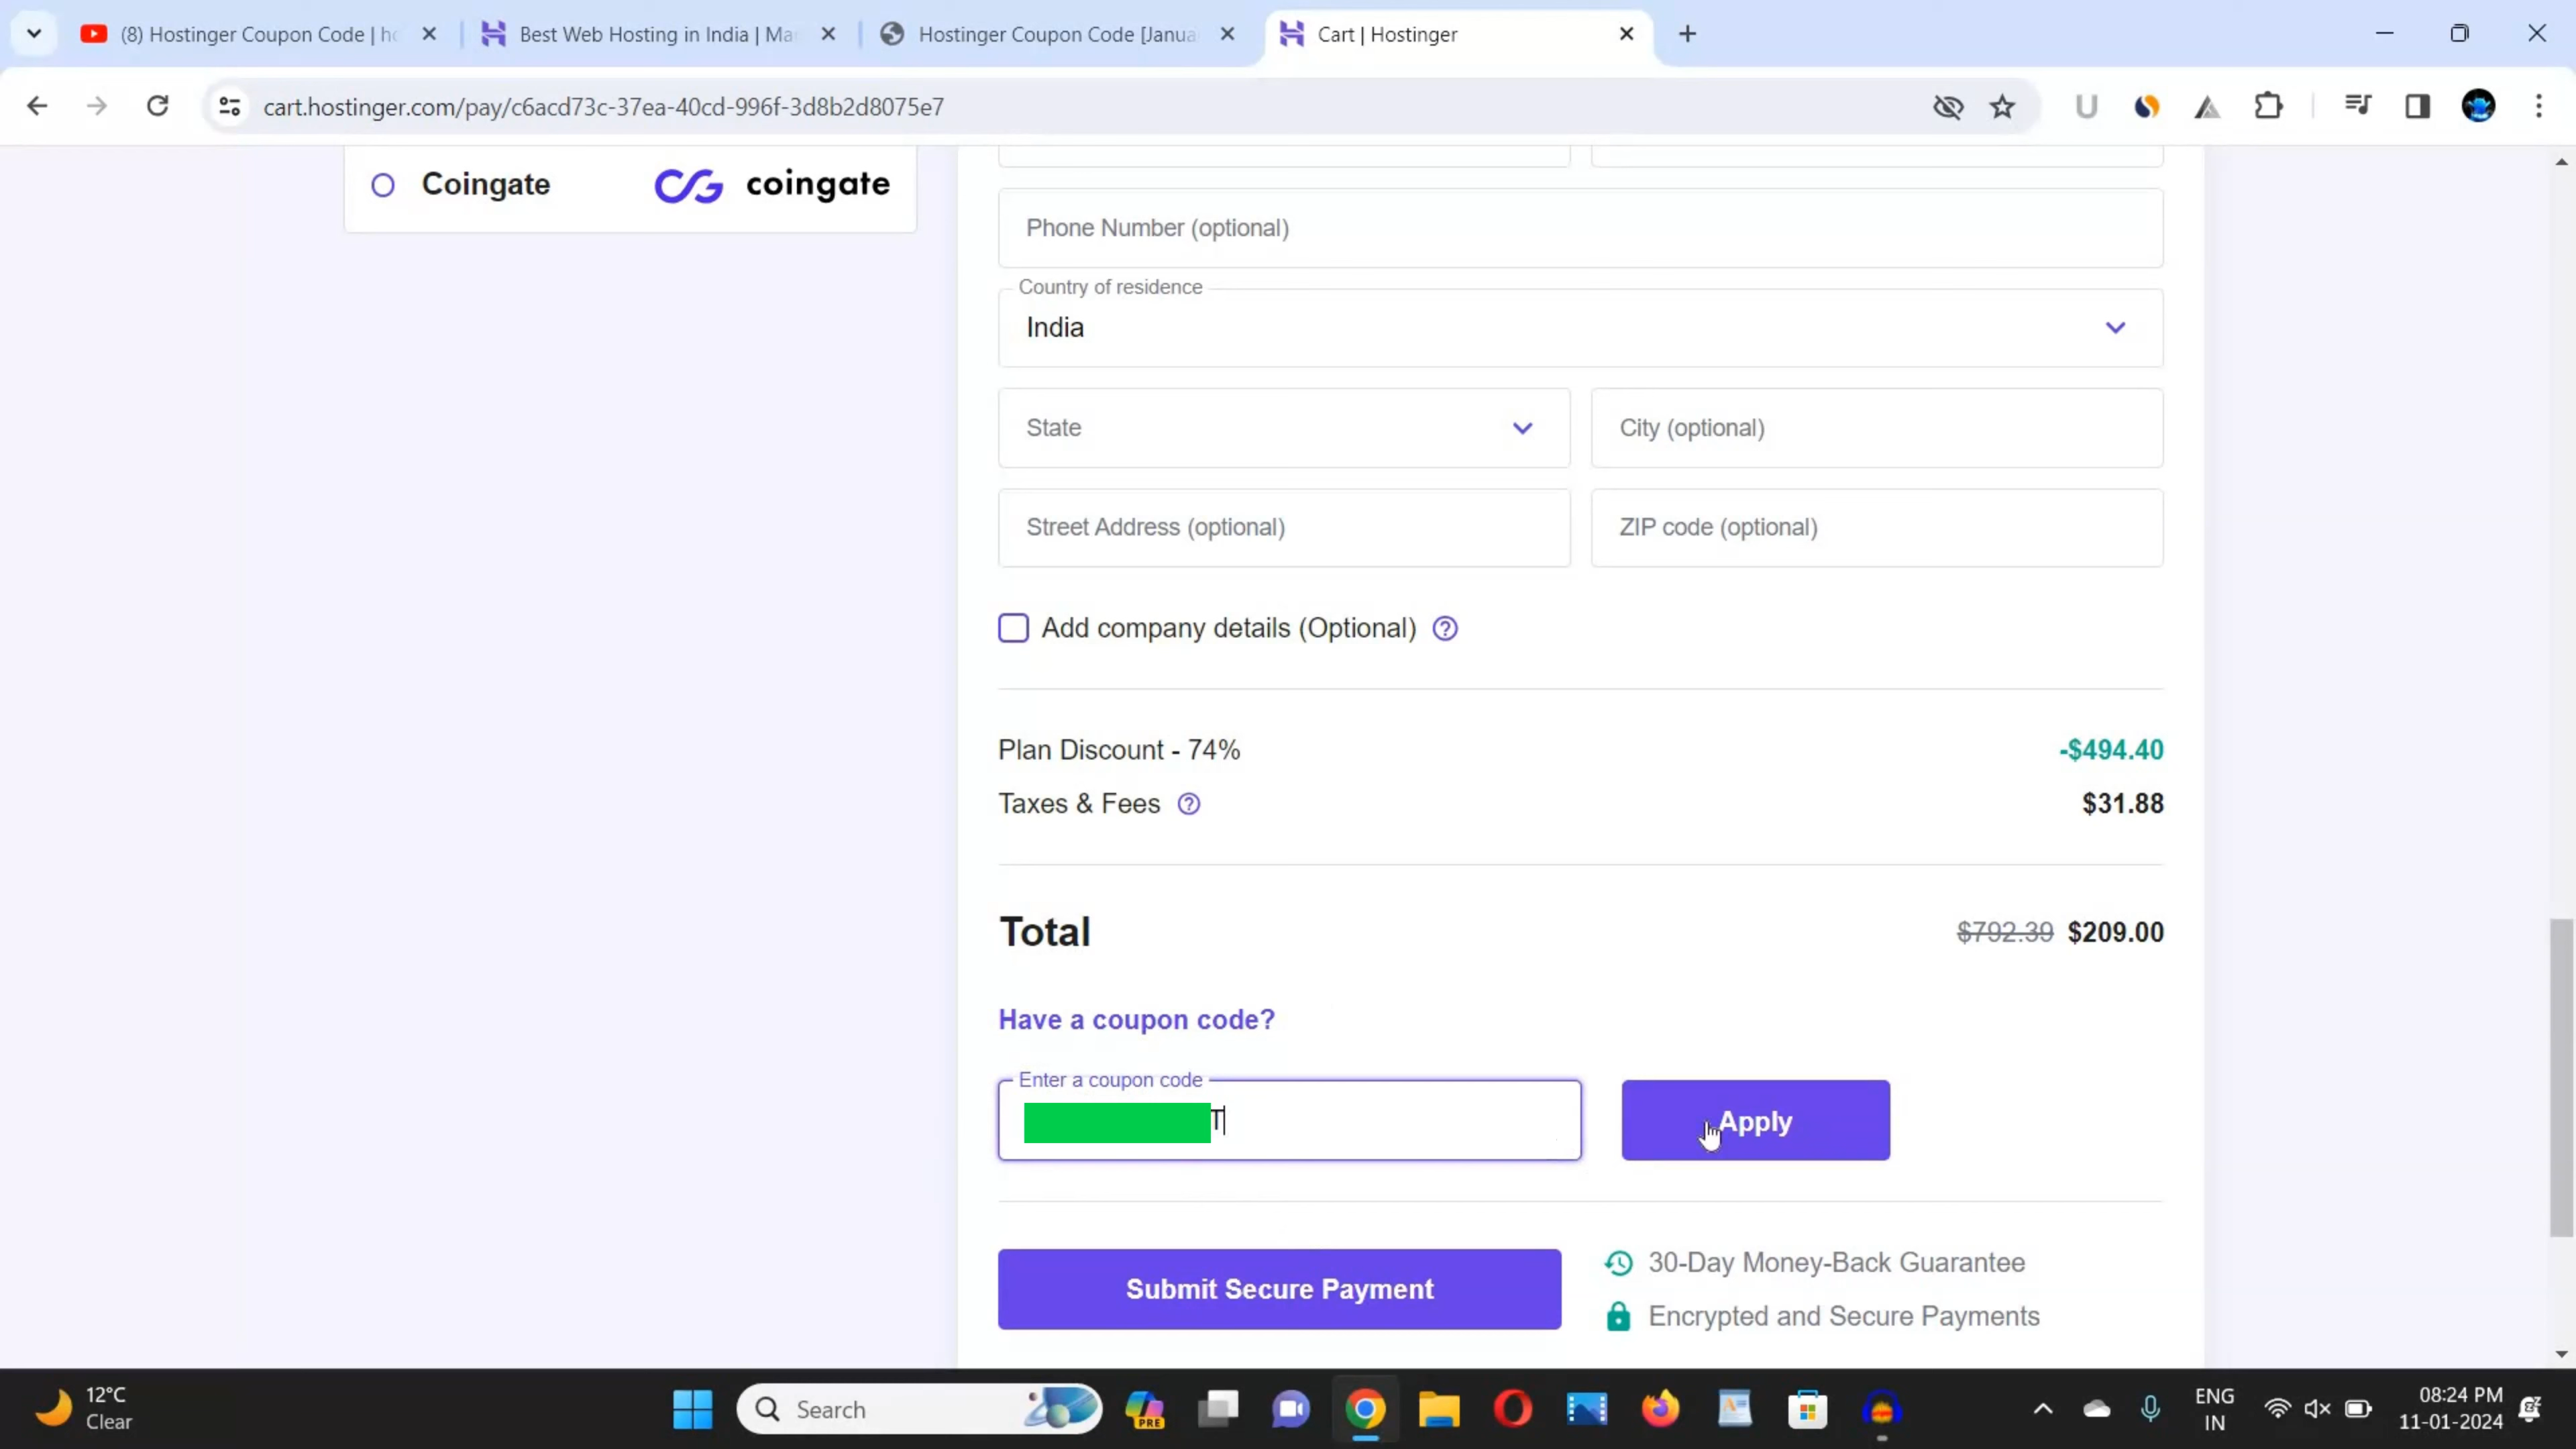 (8) Hostinger Coupon Code | ho
Best Web Hosting in India | Ma
Hostinger Coupon Code [Janua
Cart | Hostinger
cart.hostinger.com/pay/c6acd73c-37ea-40cd-996f-3d8b2d8075e7
Coingate
coingate
Phone Number (optional)
Country of residence
India
State
City (optional)
Street Address (optional)
ZIP code (optional)
Add company details (Optional)
Plan Discount - 74%
-$494.40
Taxes & Fees
$31.88
Total
$792.39 $209.00
Have a coupon code?
Enter a coupon code
T
Apply
Submit Secure Payment
30-Day Money-Back Guarantee
Encrypted and Secure Payments
12°C
Clear
Search
PRE
ENG
IN
08:24 PM
11-01-2024